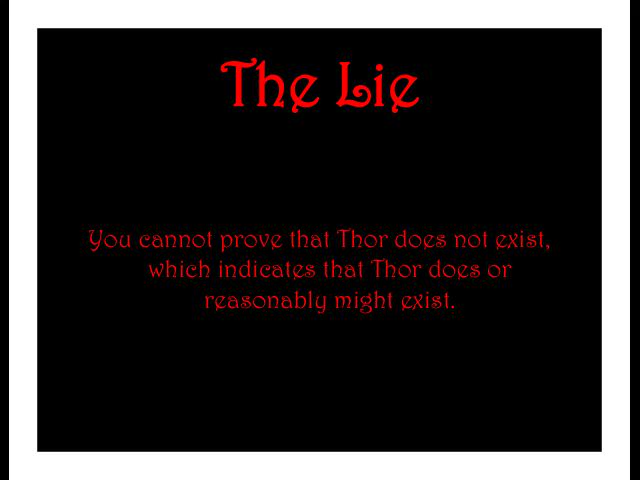 The Lie
You cannot prove that Thor does not exist,
which indicates that Thor does or
reasonably might exist.